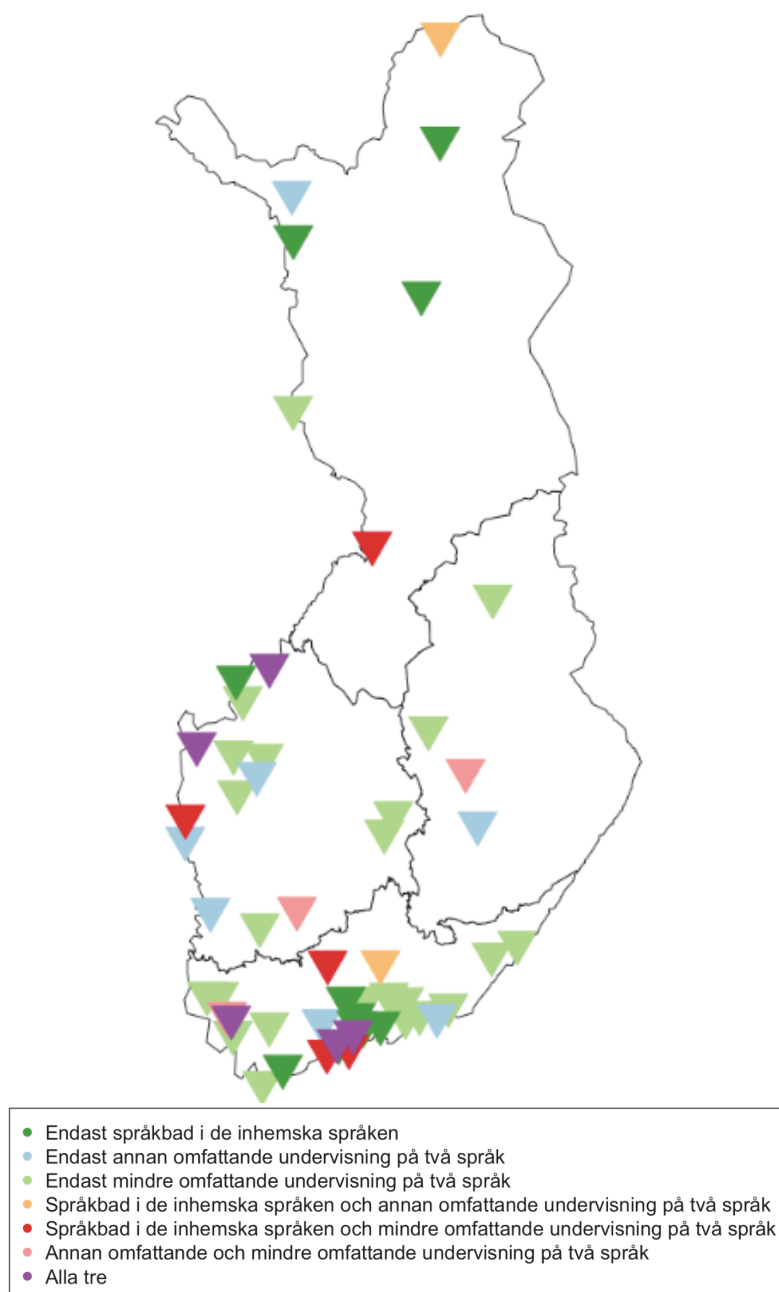 Endast språkbad i de inhemska språken
Endast annan omfattande undervisning på två språk
Endast mindre omfattande undervisning på två språk
Språkbad i de inhemska språken och annan omfattande undervisning på två språk
Språkbad i de inhemska språken och mindre omfattande undervisning på två språk
Annan omfattande och mindre omfattande undervisning på två språk
Alla tre